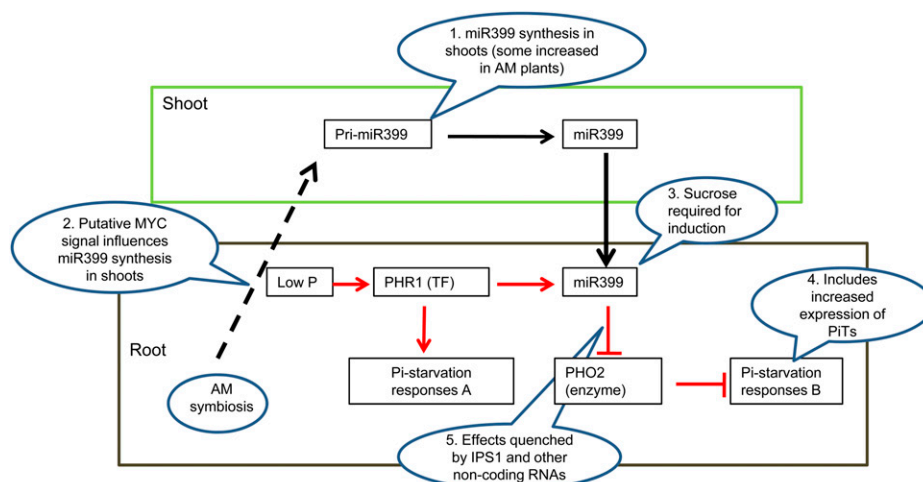 1. miR399 synthesis in
shoots (some increased
in AM plants)
Shoot
Pri-miR399
miR399
2. Putative MYC
signal influences
miR399 synthesis
in shoots
3. Sucrose
required for
induction
Low P
PHR1 (TF)
miR399
4. Includes
increased
expression of
PiTs
Root
AM
symbiosis
Pi-starvation
responses A
PHO2
(enzyme)
Pi-starvation
responses B
5. Effects quenched
by IPS1 and other
non-coding RNAs